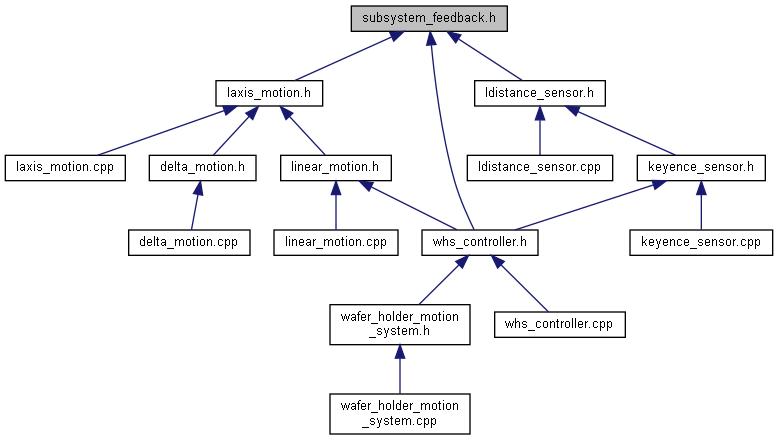 subsystem_feedback.h
laxis_motion.h
ldistance_sensor.h
laxis_motion.cpp
delta_motion.h
linear_motion.h
ldistance_sensor.cpp
keyence_sensor.h
delta_motion.cpp
linear_motion.cpp
whs_controller.h
keyence_sensor.cpp
wafer_holder_motion
_system.h
whs_controller.cpp
wafer_holder_motion
_system.cpp